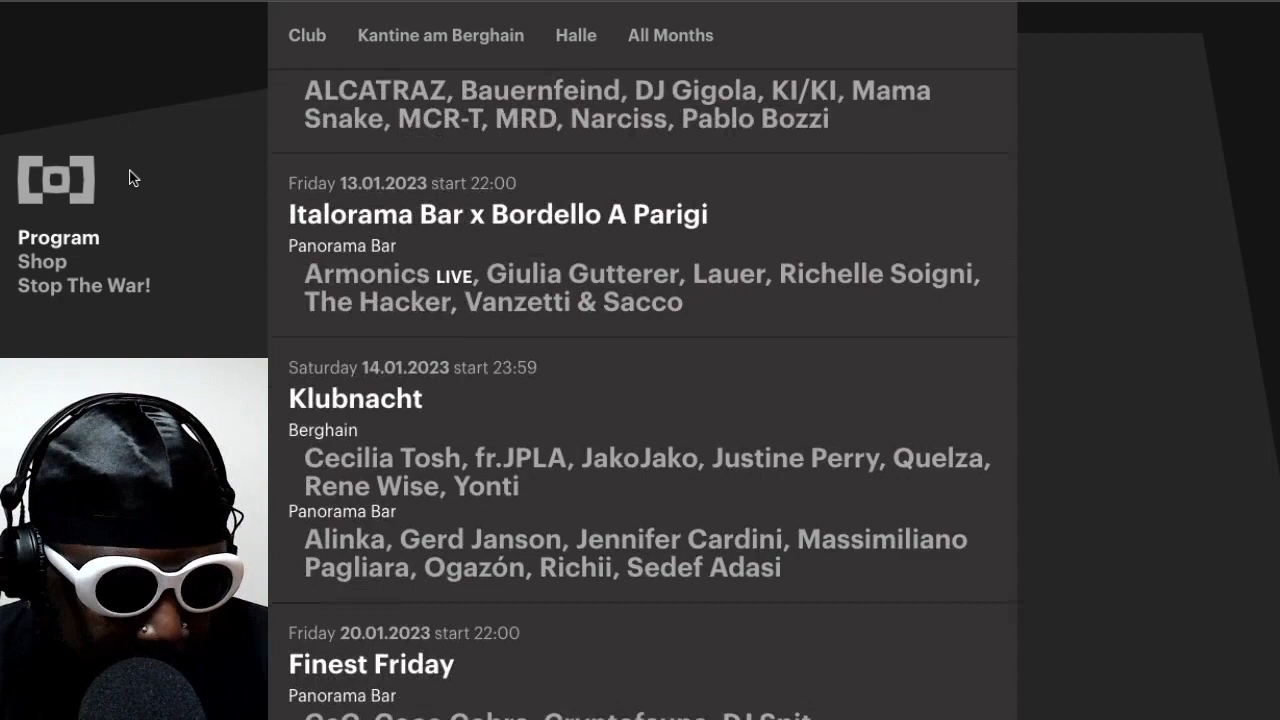 Club Kantine am Berghain Halle All Months
ALCATRAZ, Bauernfeind, DJ Gigola, KI/KI, Mama
Snake, MCR-T, MRD, Narciss, Pablo Bozzi
Friday 13.01.2023 start 22:00
Italorama Bar x Bordello A Parigi
Panorama Bar
Armonics LIVE, Giulia Gutterer, Lauer, Richelle Soigni,
The Hacker, Vanzetti & Sacco
Saturday 14.01.2023 start 23:59
Klubnacht
Berghain
Cecilia Tosh, fr.JPLA, JakoJako, Justine Perry, Quelza,
Rene Wise, Yonti
Panorama Bar
Alinka, Gerd Janson, Jennifer Cardini, Massimiliano
Pagliara, Ogazón, Richii, Sedef Adasi
Friday 20.01.2023 start 22:00
Finest Friday
Panorama Bar
Program
Shop
Stop The War!